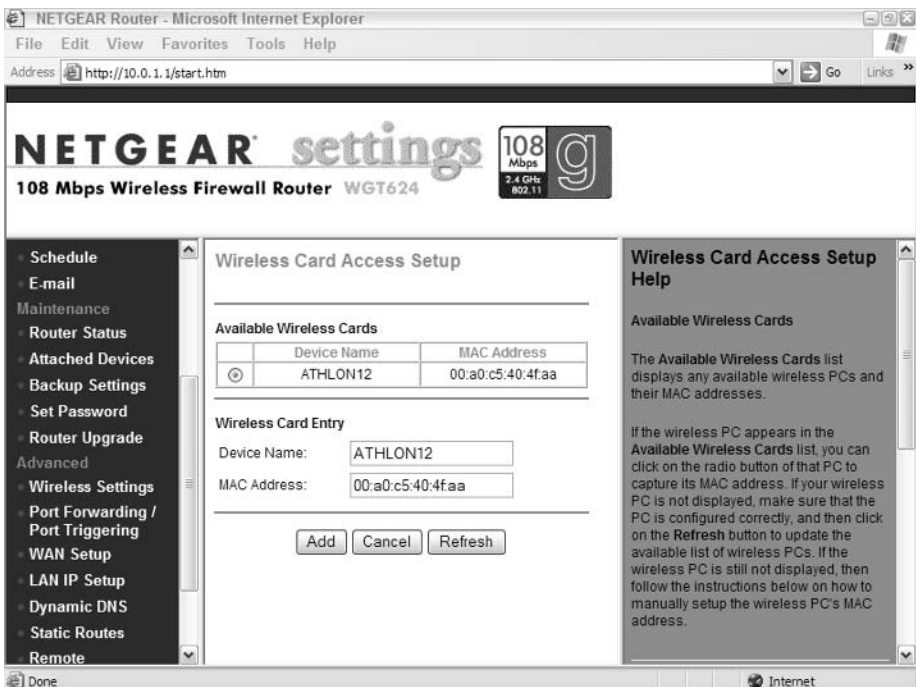 NETGEAR Router - Microsoft Internet Explorer
File Edit View Favorites Tools Help
Address http://10.0.1.1/start.htm Go Links »
NETGEAR® settings
108 Mbps Wireless Firewall Router WGT624
108
Mbps
2.4 GHz
802.11
g
Schedule
E-mail
Maintenance
Router Status
Attached Devices
Backup Settings
Set Password
Router Upgrade
Advanced
Wireless Settings
Port Forwarding /
Port Triggering
WAN Setup
LAN IP Setup
Dynamic DNS
Static Routes
Remote
Wireless Card Access Setup
Available Wireless Cards
Device Name MAC Address
ATHLON12 00:a0:c5:40:4f:aa
Wireless Card Entry
Device Name: ATHLON12
MAC Address: 00:a0:c5:40:4f:aa
Add Cancel Refresh
Wireless Card Access Setup
Help
Available Wireless Cards
The Available Wireless Cards list
displays any available wireless PCs and
their MAC addresses.
If the wireless PC appears in the
Available Wireless Cards list, you can
click on the radio button of that PC to
capture its MAC address. If your wireless
PC is not displayed, make sure that the
PC is configured correctly, and then click
on the Refresh button to update the
available list of wireless PCs. If the
wireless PC is still not displayed, then
follow the instructions below on how to
manually setup the wireless PC's MAC
address.
Done Internet